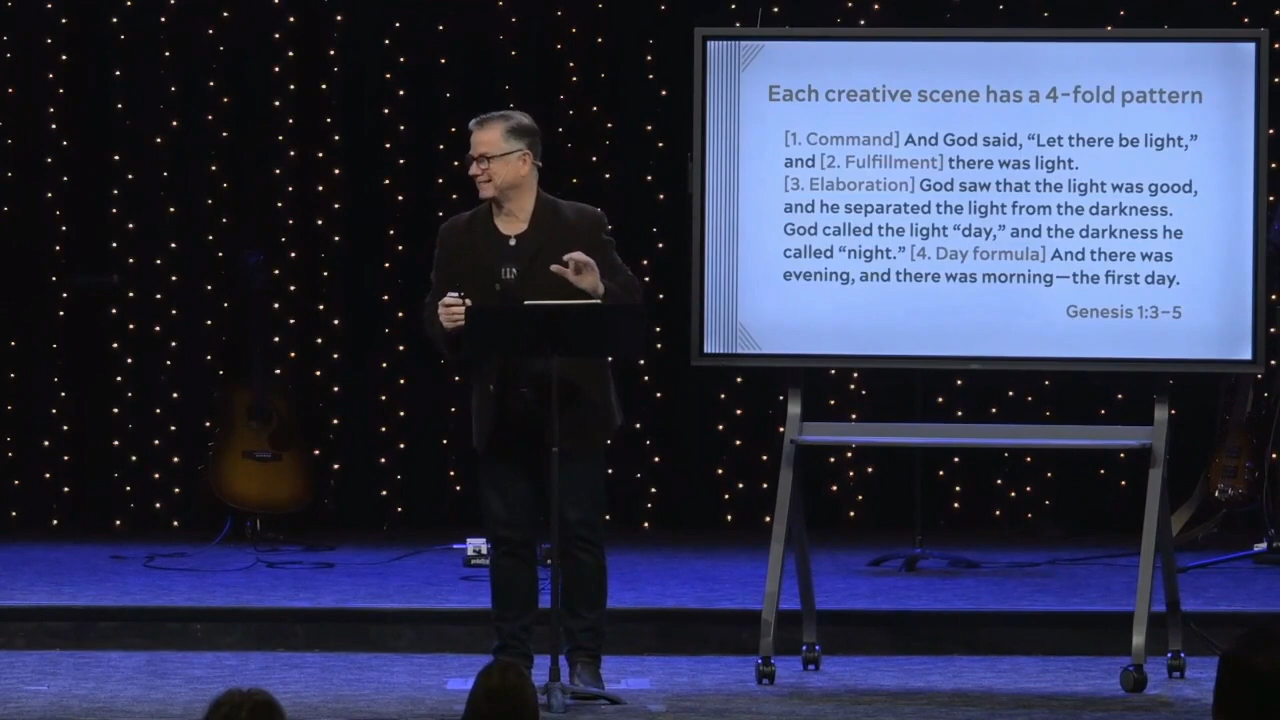 Each creative scene has a 4-fold pattern
[1. Command] And God said, “Let there be light,”
and [2. Fulfillment] there was light.
[3. Elaboration] God saw that the light was good,
and he separated the light from the darkness.
God called the light “day,” and the darkness he
called “night.” [4. Day formula] And there was
evening, and there was morning—the first day.
Genesis 1:3–5